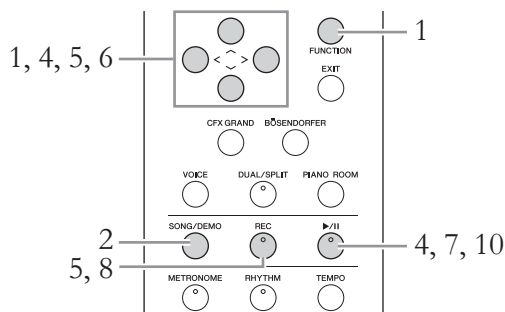 1
FUNCTION
1, 4, 5, 6
EXIT
CFX GRAND BÖSENDORFER
VOICE DUAL/SPLIT PIANO ROOM
SONG/DEMO REC ▶/II
2
5, 8
4, 7, 10
METRONOME RHYTHM TEMPO